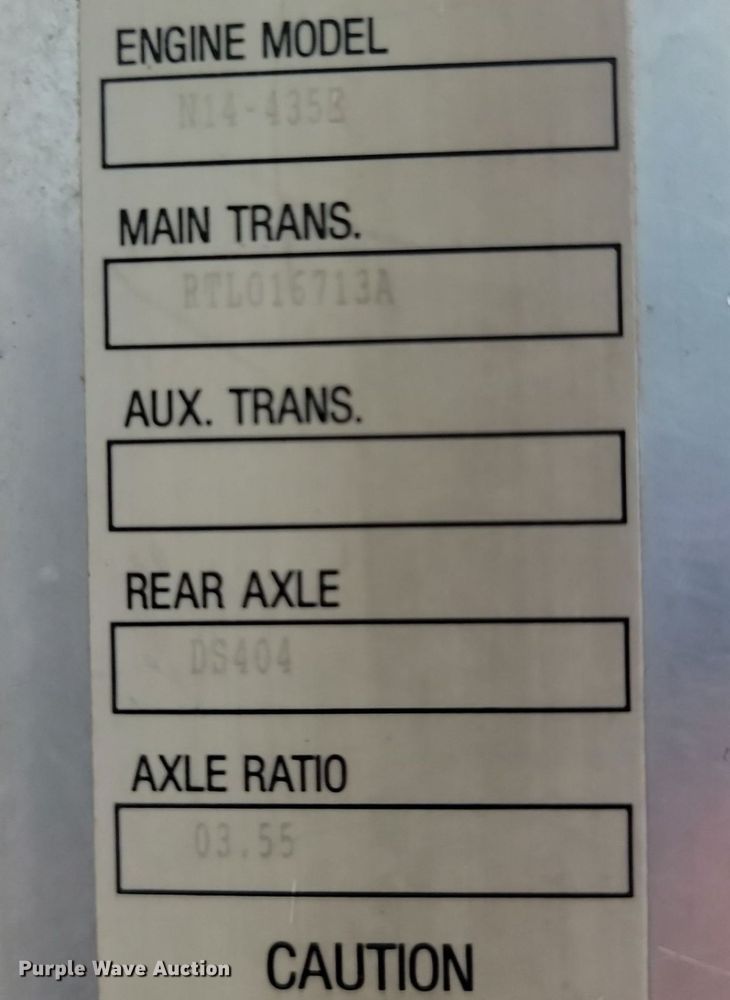 ENGINE MODEL
N14-435E
MAIN TRANS.
RTLO16713A
AUX. TRANS.
REAR AXLE
DS404
AXLE RATIO
03.55
CAUTION
Purple Wave Auction